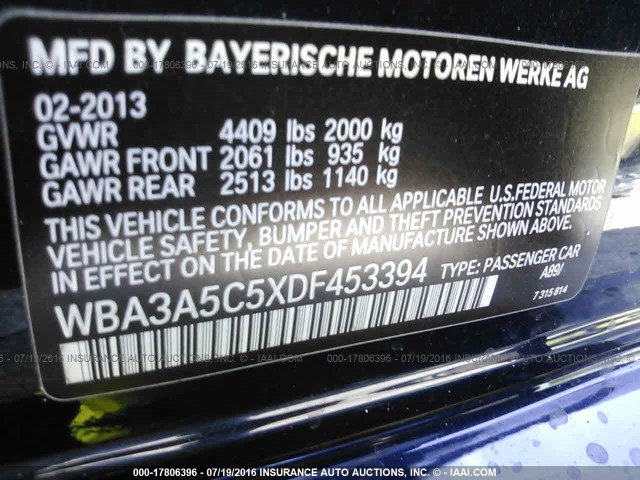 MFD BY BAYERISCHE MOTOREN WERKE AG
02-2013
GVWR 4409 lbs 2000 kg
GAWR FRONT 2061 lbs 935 kg
GAWR REAR 2513 lbs 1140 kg
THIS VEHICLE CONFORMS TO ALL APPLICABLE U.S.FEDERAL MOTOR
VEHICLE SAFETY, BUMPER AND THEFT PREVENTION STANDARDS
IN EFFECT ON THE DATE OF MANUFACTURE SHOWN ABOVE.
WBA3A5C5XDF453394 TYPE: PASSENGER CAR
A89/
7315814
000-17806396 - 07/19/2016 INSURANCE AUTO AUCTIONS, INC. - © - WWW.IAAI.COM